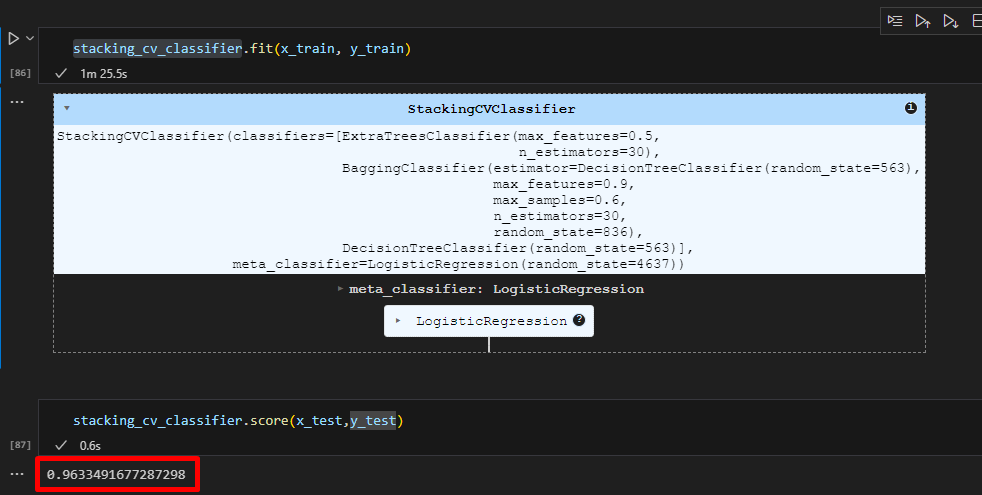 stacking_cv_classifier.fit(x_train, y_train)
[86]
1m 25.5s
StackingCVClassifier
StackingCVClassifier(classifiers=[ExtraTreesClassifier(max_features=0.5,
n_estimators=30),
BaggingClassifier(estimator=DecisionTreeClassifier(random_state=563),
max_features=0.9,
max_samples=0.6,
n_estimators=30,
random_state=836),
DecisionTreeClassifier(random_state=563)],
meta_classifier=LogisticRegression(random_state=4637))
meta_classifier: LogisticRegression
LogisticRegression ?
stacking_cv_classifier.score(x_test,y_test)
[87]
0.6s
0.9633491677287298